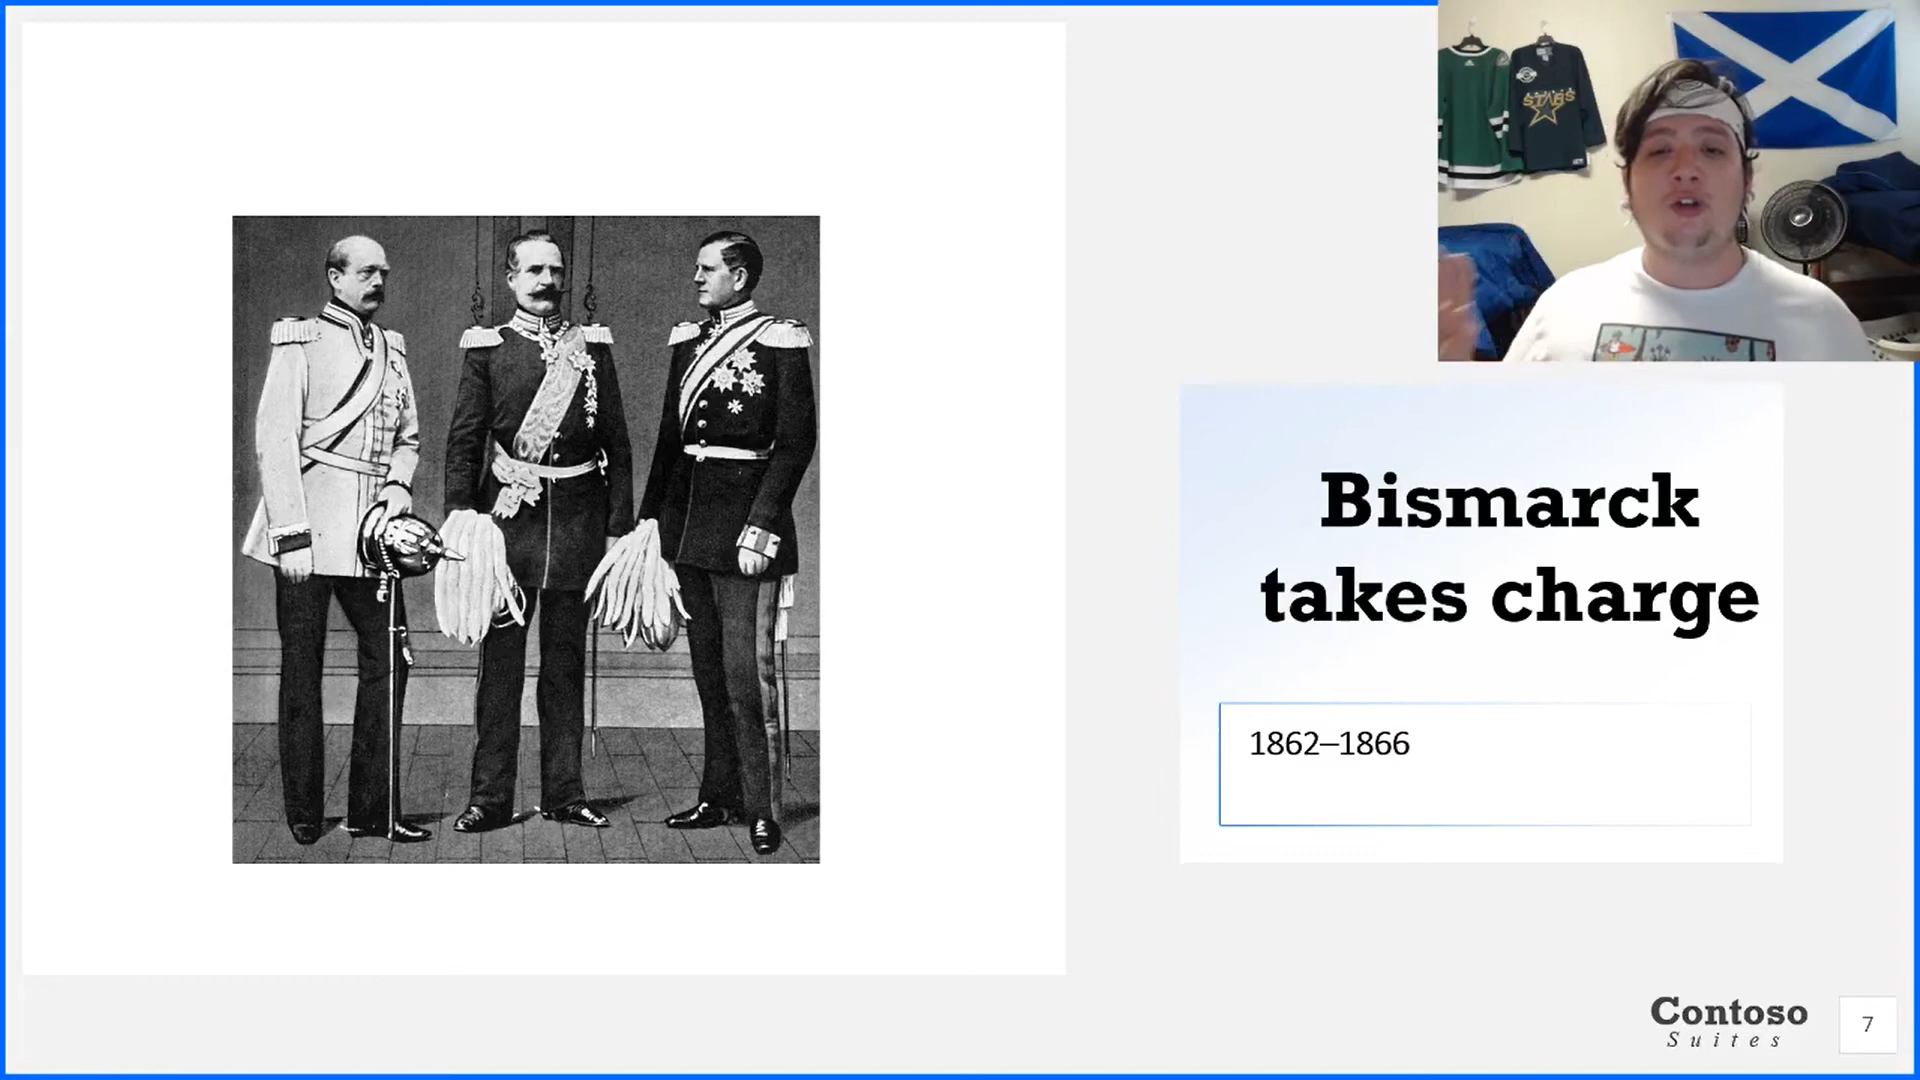 STARS
Bismarck
takes charge
1862–1866
Contoso
Suites
7